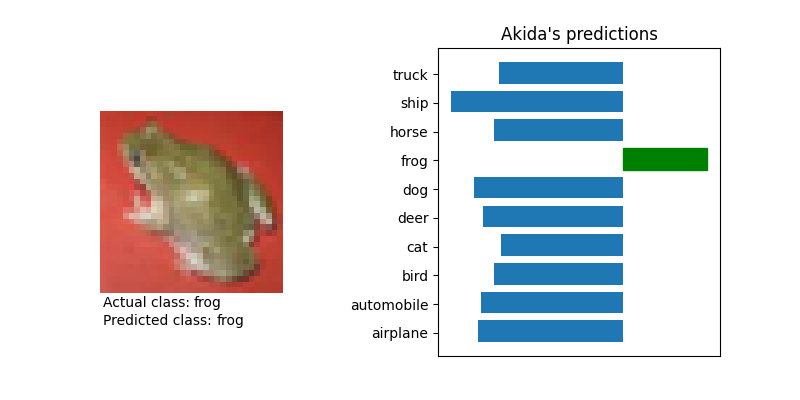 Akida's predictions
truck
ship
horse
frog
dog
deer
cat
bird
automobile
airplane
Actual class: frog
Predicted class: frog